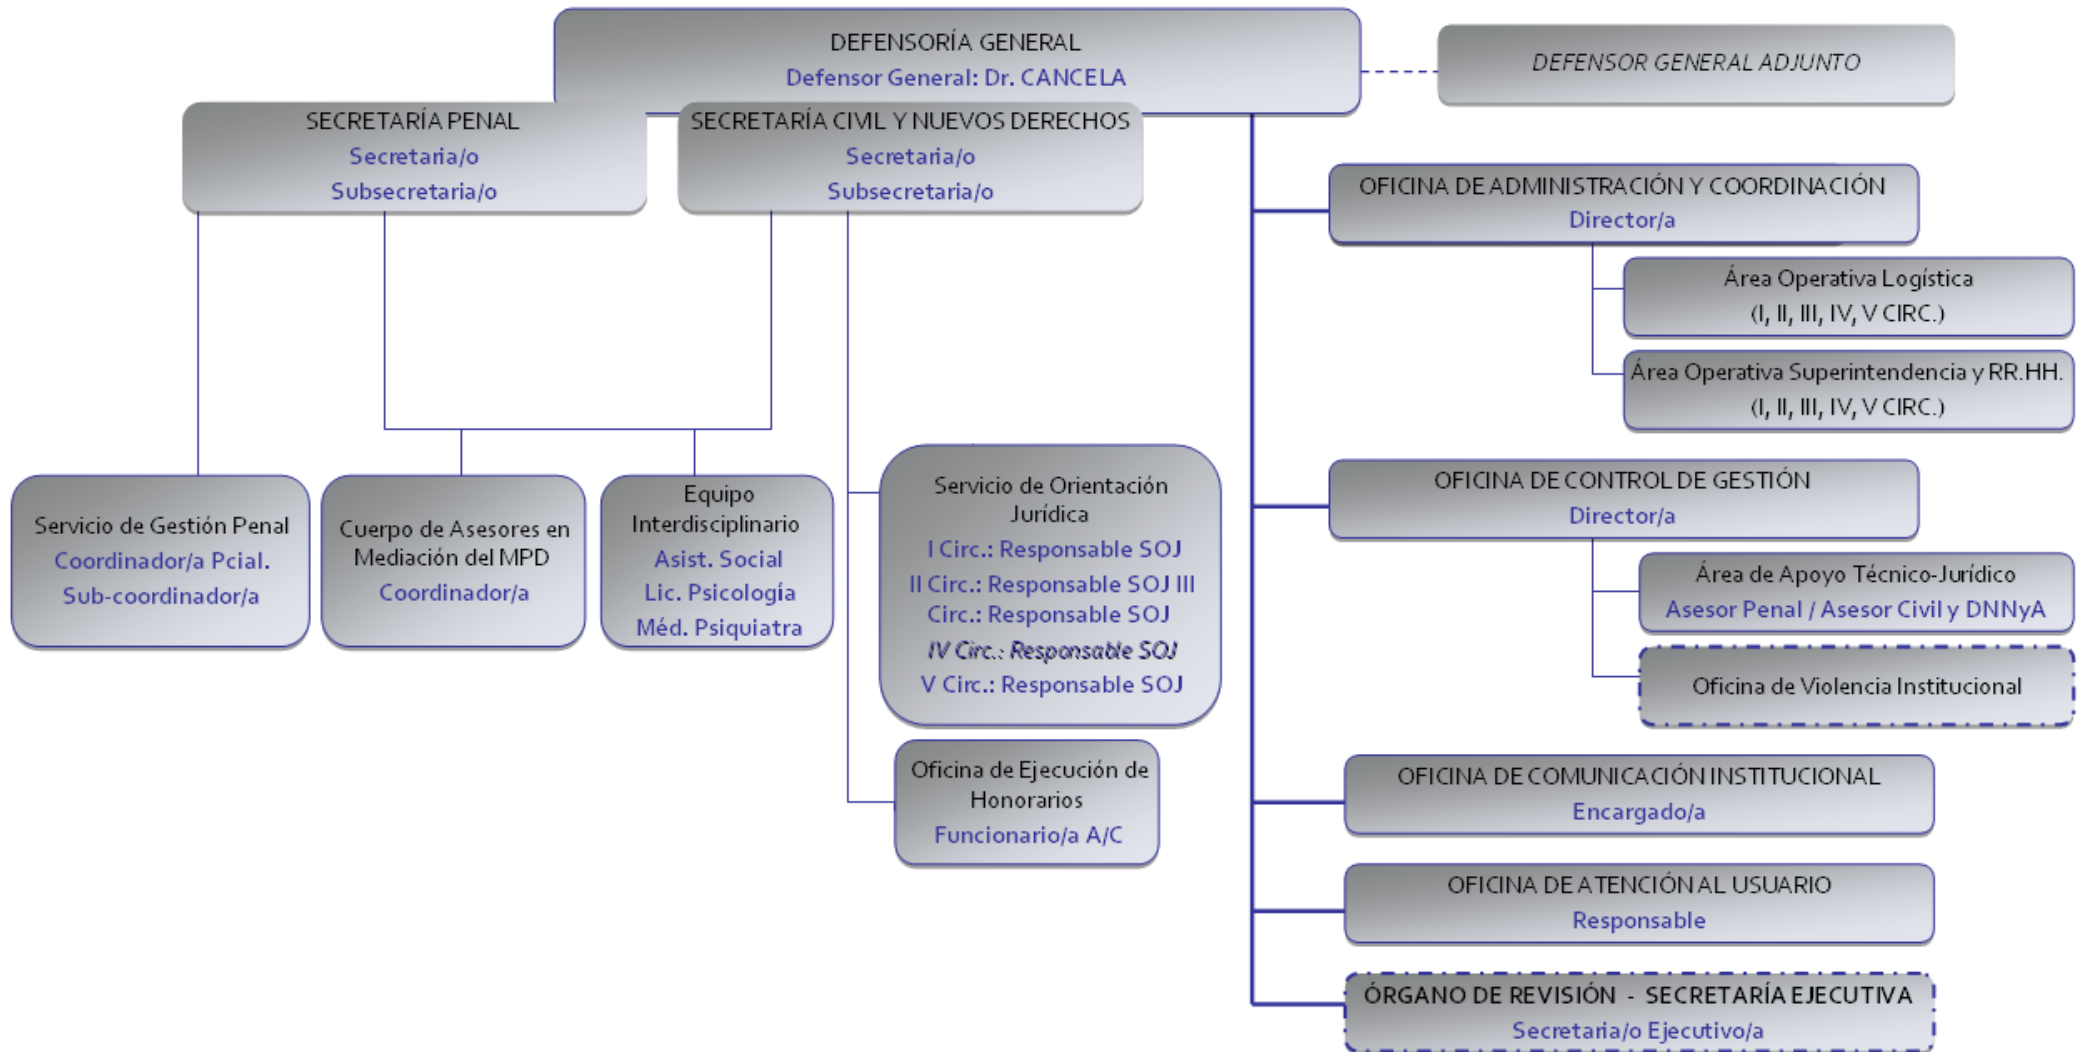 DEFENSORÍA GENERAL
Defensor General: Dr. CANCELA
DEFENSOR GENERAL ADJUNTO
SECRETARÍA PENAL
Secretaria/o
Subsecretaria/o
SECRETARÍA CIVIL Y NUEVOS DERECHOS
Secretaria/o
Subsecretaria/o
Servicio de Gestión Penal
Coordinador/a Pcial.
Sub-coordinador/a
Cuerpo de Asesores en
Mediación del MPD
Coordinador/a
Equipo
Interdisciplinario
Asist. Social
Lic. Psicología
Méd. Psiquiatra
Servicio de Orientación
Jurídica
I Circ.: Responsable SOJ
II Circ.: Responsable SOJ III
Circ.: Responsable SOJ
IV Circ.: Responsable SOJ
V Circ.: Responsable SOJ
Oficina de Ejecución de
Honorarios
Funcionario/a A/C
OFICINA DE ADMINISTRACIÓN Y COORDINACIÓN
Director/a
Área Operativa Logística
(I, II, III, IV, V CIRC.)
Área Operativa Superintendencia y RR.HH.
(I, II, III, IV, V CIRC.)
OFICINA DE CONTROL DE GESTIÓN
Director/a
Área de Apoyo Técnico-Jurídico
Asesor Penal / Asesor Civil y DNNyA
Oficina de Violencia Institucional
OFICINA DE COMUNICACIÓN INSTITUCIONAL
Encargado/a
OFICINA DE ATENCIÓN AL USUARIO
Responsable
ÓRGANO DE REVISIÓN - SECRETARÍA EJECUTIVA
Secretaria/o Ejecutivo/a